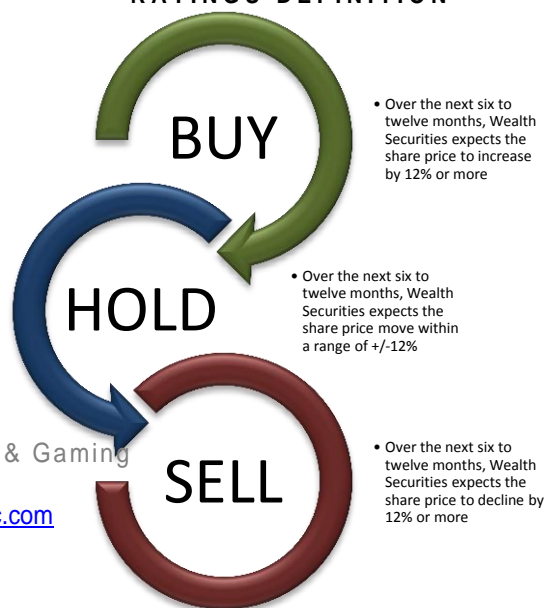 BUY
• Over the next six to
twelve months, Wealth
Securities expects the
share price to increase
by 12% or more
HOLD
• Over the next six to
twelve months, Wealth
Securities expects the
share price move within
a range of +/-12%
& Gaming
c.com
SELL
• Over the next six to
twelve months, Wealth
Securities expects the
share price to decline by
12% or more